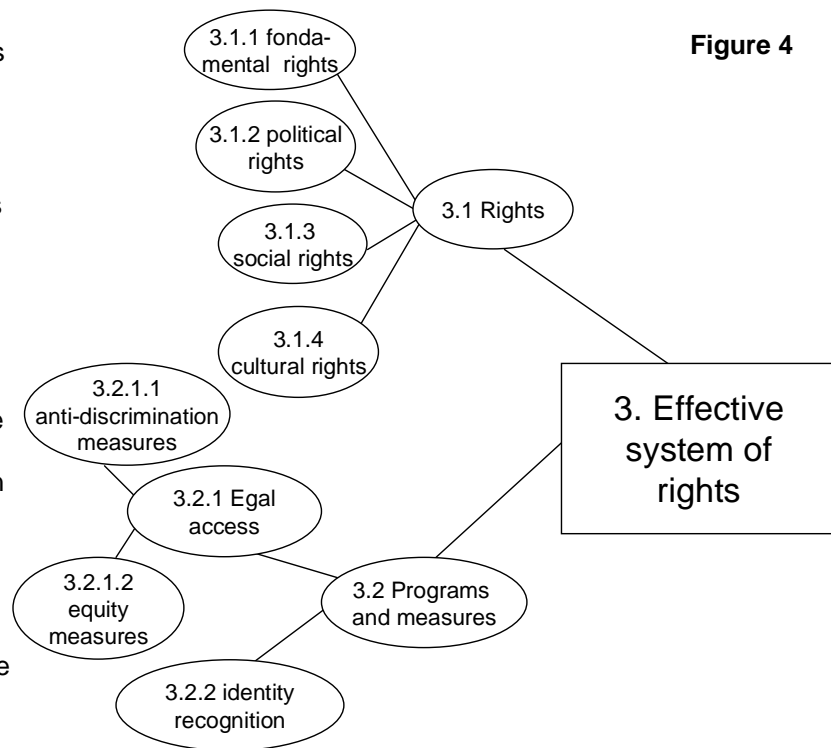 Figure 4
3.1.1 fonda-
mental rights
3.1.2 political
rights
3.1 Rights
3.1.3
social rights
3.1.4
cultural rights
3. Effective
system of
rights
3.2.1.1
anti-discrimination
measures
3.2.1 Egal
access
3.2.1.2
equity
measures
3.2 Programs
and measures
3.2.2 identity
recognition
s
s
e
n
e